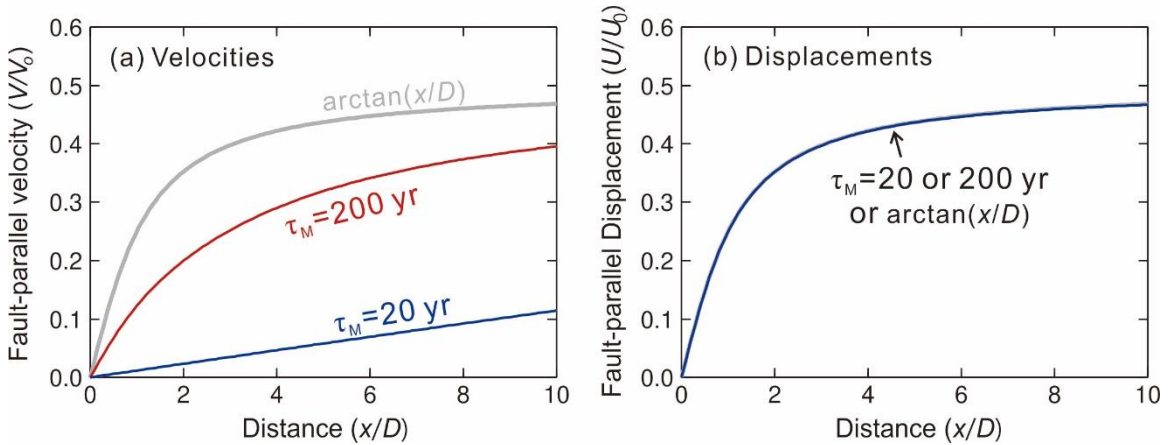 (a) Velocities
Fault-parallel velocity (V/Vo)
0.6
0.5
0.4
0.3
0.2
0.1
0.0
arctan(x/D)
τM=200 yr
τM=20 yr
0 2 4 6 8 10
Distance (x/D)
(b) Displacements
Fault-parallel Displacement (U/U0)
0.6
0.5
0.4
0.3
0.2
0.1
0.0
τM=20 or 200 yr
or arctan(x/D)
0 2 4 6 8 10
Distance (x/D)